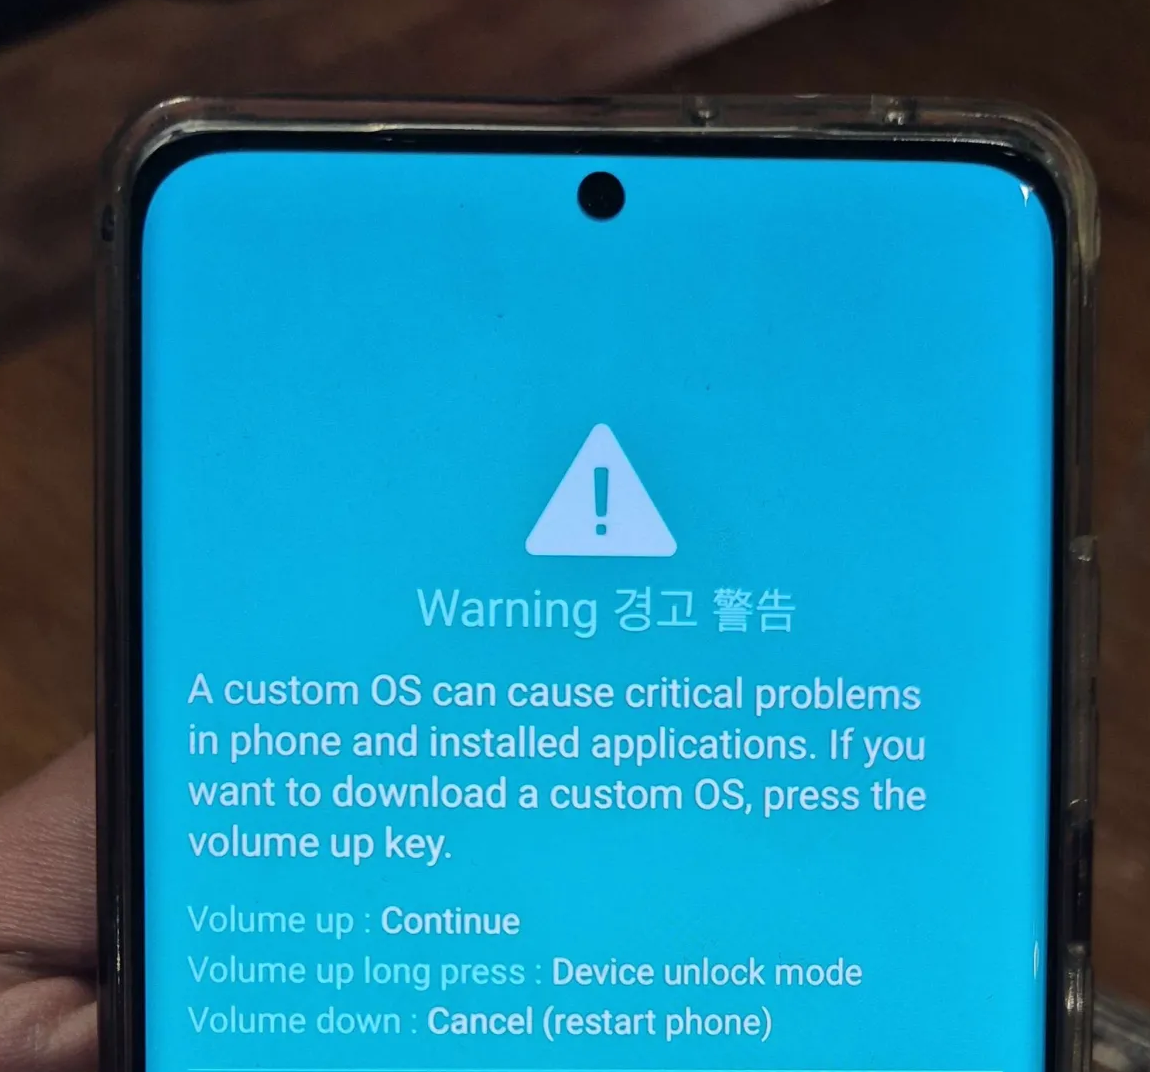 Warning 경고 警告
A custom OS can cause critical problems
in phone and installed applications. If you
want to download a custom OS, press the
volume up key.
Volume up : Continue
Volume up long press : Device unlock mode
Volume down : Cancel (restart phone)